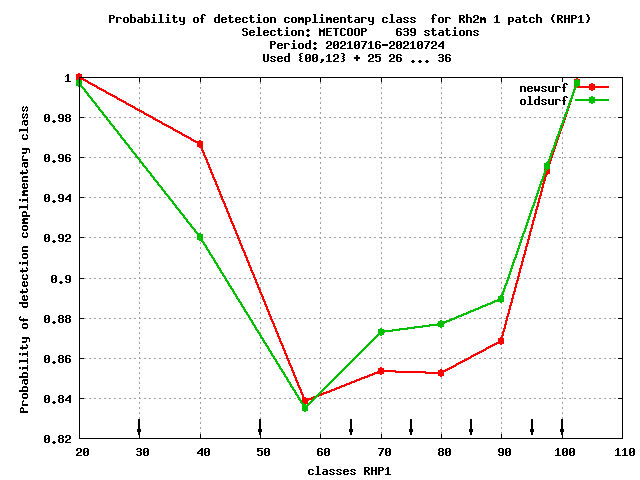 Probability of detection complimentary class  for Rh2m 1 patch (RHP1)
Selection: METCOOP    639 stations
Period: 20210716-20210724
Used {00,12} + 25 26 ... 36
Probability of detection complimentary class
1
0.98
0.96
0.94
0.92
0.9
0.88
0.86
0.84
0.82
newsurf
oldsurf
20 30 40 50 60 70 80 90 100 110
classes RHP1